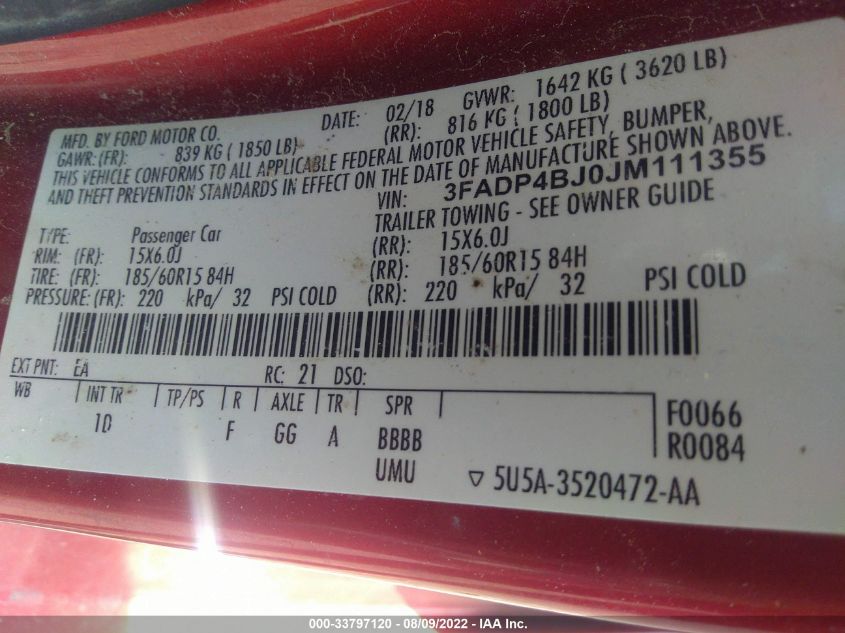 MFD. BY FORD MOTOR CO. DATE: 02/18 GVWR: 1642 KG ( 3620 LB)
GAWR: (FR): 839 KG ( 1850 LB) (RR): 816 KG ( 1800 LB)
THIS VEHICLE CONFORMS TO ALL APPLICABLE FEDERAL MOTOR VEHICLE SAFETY, BUMPER,
AND THEFT PREVENTION STANDARDS IN EFFECT ON THE DATE OF MANUFACTURE SHOWN ABOVE.
VIN: 3FADP4BJ0JM111355
TRAILER TOWING - SEE OWNER GUIDE
TYPE: Passenger Car
RIM: (FR): 15X6.0J (RR): 15X6.0J
TIRE: (FR): 185/60R15 84H (RR): 185/60R15 84H
PRESSURE: (FR): 220 kPa/ 32 PSI COLD (RR): 220 kPa/ 32 PSI COLD
EXT PNT: EA RC: 21 DSO:
WB INT TR TP/PS R AXLE TR SPR F0066
10 F GG A BBBB R0084
UMU 5U5A-3520472-AA
000-33797120 - 08/09/2022 - IAA Inc.